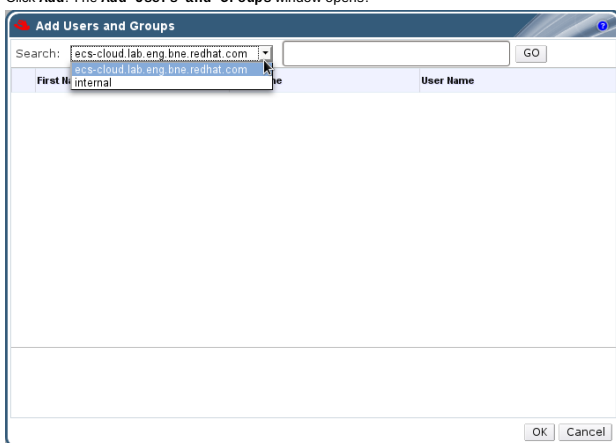 Click Add. The Add Users and Groups window opens.
Add Users and Groups
Search: ecs-cloud.lab.eng.bne.redhat.com GO
ecs-cloud.lab.eng.bne.redhat.com
internal
First Na me User Name
OK Cancel